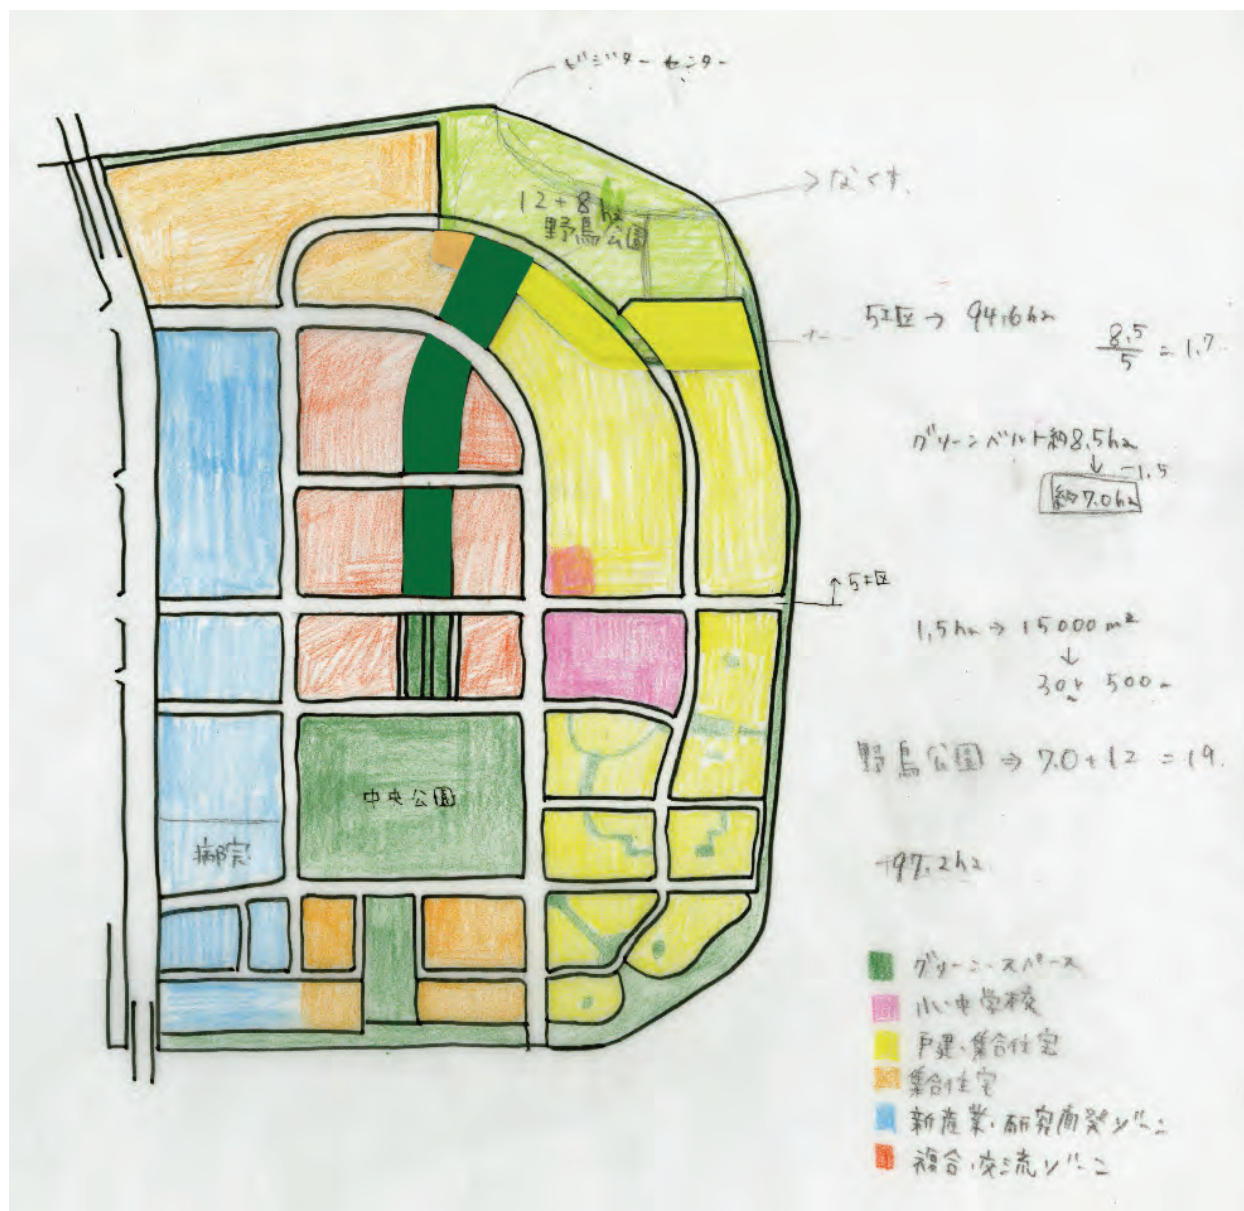 ビジターセンター
→ なくす.
12+8ha
野鳥公園
5工区 → 94.6ha
8.5
5
= 1.7
グリーンベルト約8.5ha
↓ -1.5
約7.0ha
↑5工区
1.5ha → 15000m²
↓
500
野鳥公園 ⇒ 7.0+12 = 19.
中央公園
病院
97.2ha
グリーン・スペース
小・中学校
戸建・集合住宅
集合住宅
新産業・研究開発ゾーン
複合・交流ゾーン